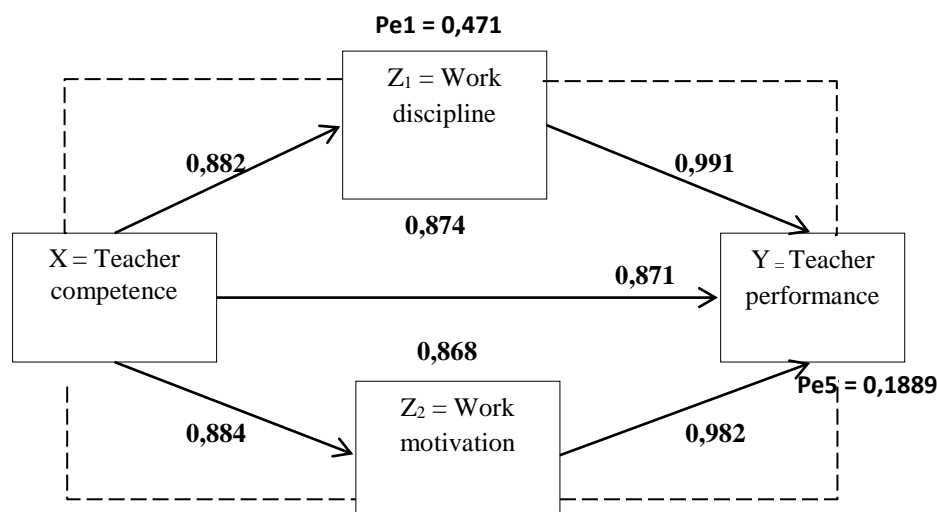 Pe1 = 0,471
Z₁ = Work
discipline
0,882
0,991
0,874
X = Teacher
competence
0,871
Y = Teacher
performance
0,868
Z₂ = Work
motivation
0,884
0,982
Pe5 = 0,1889